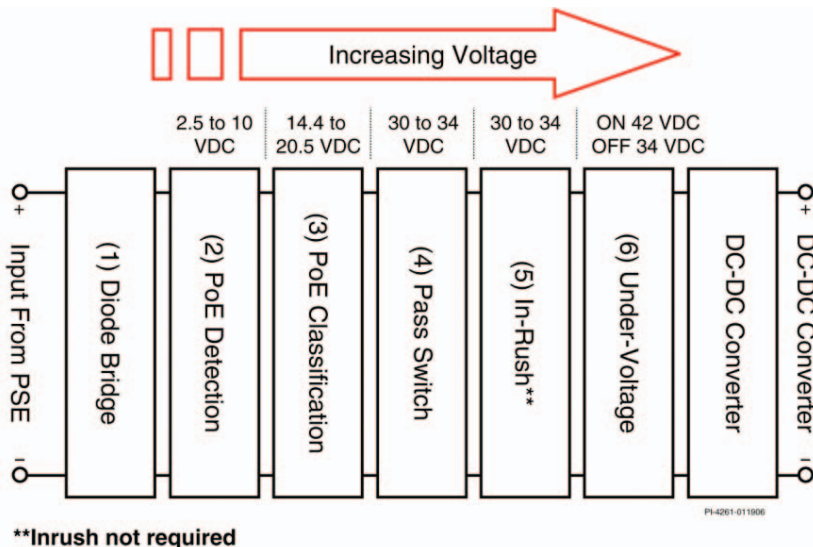 Increasing Voltage
2.5 to 10
VDC
14.4 to
20.5 VDC
30 to 34
VDC
30 to 34
VDC
ON 42 VDC
OFF 34 VDC
+
Input From PSE
-
(1) Diode Bridge
(2) PoE Detection
(3) PoE Classification
(4) Pass Switch
(5) In-Rush**
(6) Under-Voltage
DC-DC Converter
+
DC-DC Converter
-
PI-4261-011906
**Inrush not required